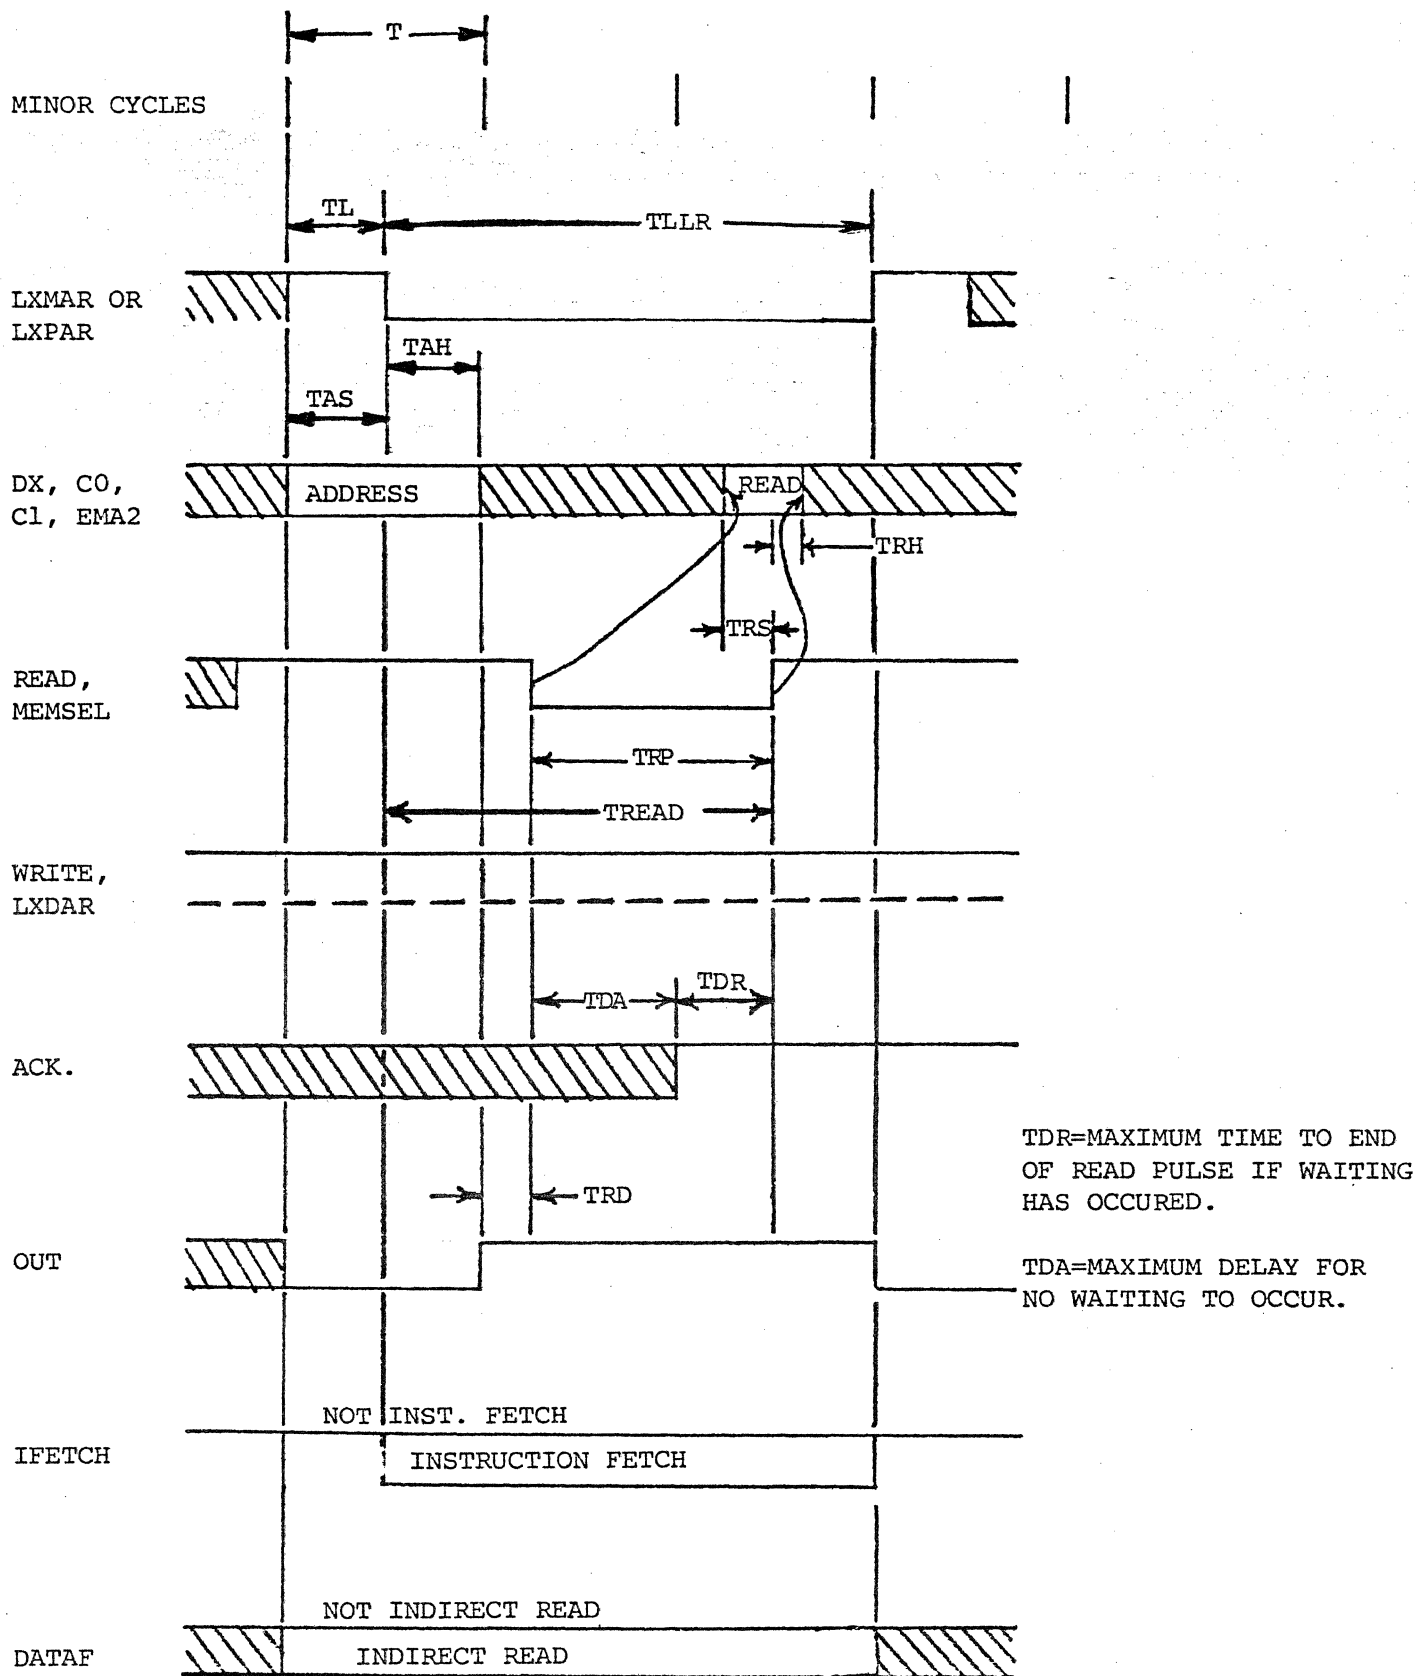 T
MINOR CYCLES
TL
TLLR
LXMAR OR
LXPAR
TAH
TAS
DX, CO,
C1, EMA2
ADDRESS
READ
TRH
TRS
READ,
MEMSEL
TRP
TREAD
WRITE,
LXDAR
TDR
TDA
ACK.
TDR=MAXIMUM TIME TO END
OF READ PULSE IF WAITING
HAS OCCURED.
TRD
OUT
TDA=MAXIMUM DELAY FOR
NO WAITING TO OCCUR.
NOT INST. FETCH
IFETCH
INSTRUCTION FETCH
NOT INDIRECT READ
DATAF
INDIRECT READ